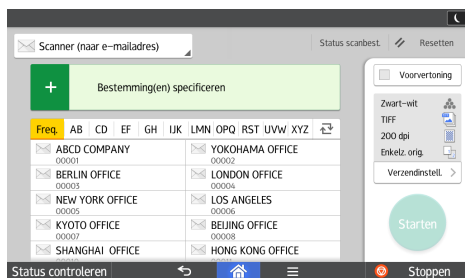 Scanner (naar e-mailadres)
Status scanbest.
Resetten
+ Bestemming(en) specificeren
Voorvertoning
Zwart-wit
TIFF
200 dpi
Enkelz. orig.
Verzendinstell. >
Starten
Freq. AB CD EF GH IJK LMN OPQ RST UVW XYZ
ABCD COMPANY
00001
YOKOHAMA OFFICE
00002
BERLIN OFFICE
00003
LONDON OFFICE
00004
NEW YORK OFFICE
00005
LOS ANGELES
00006
KYOTO OFFICE
00007
BEIJING OFFICE
00008
SHANGHAI OFFICE
HONG KONG OFFICE
Status controleren
Stoppen